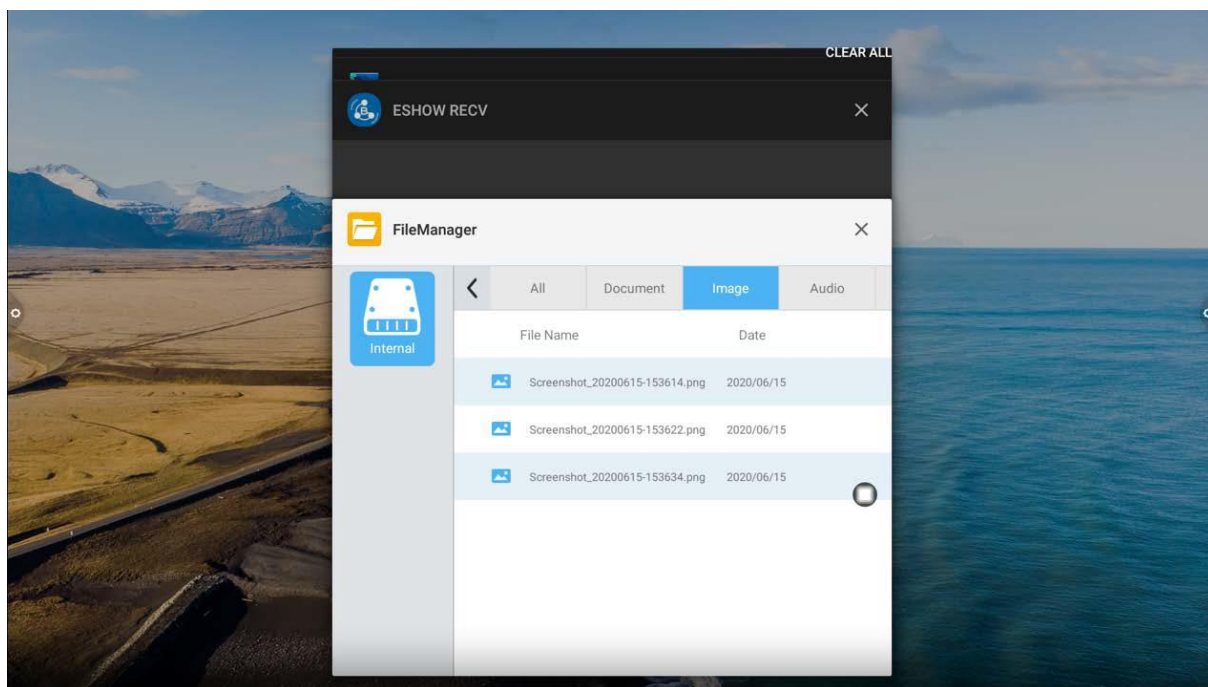 CLEAR ALL
ESHOW RECV
FileManager
All Document Image Audio
Internal
File Name Date
Screenshot_20200615-153614.png 2020/06/15
Screenshot_20200615-153622.png 2020/06/15
Screenshot_20200615-153634.png 2020/06/15